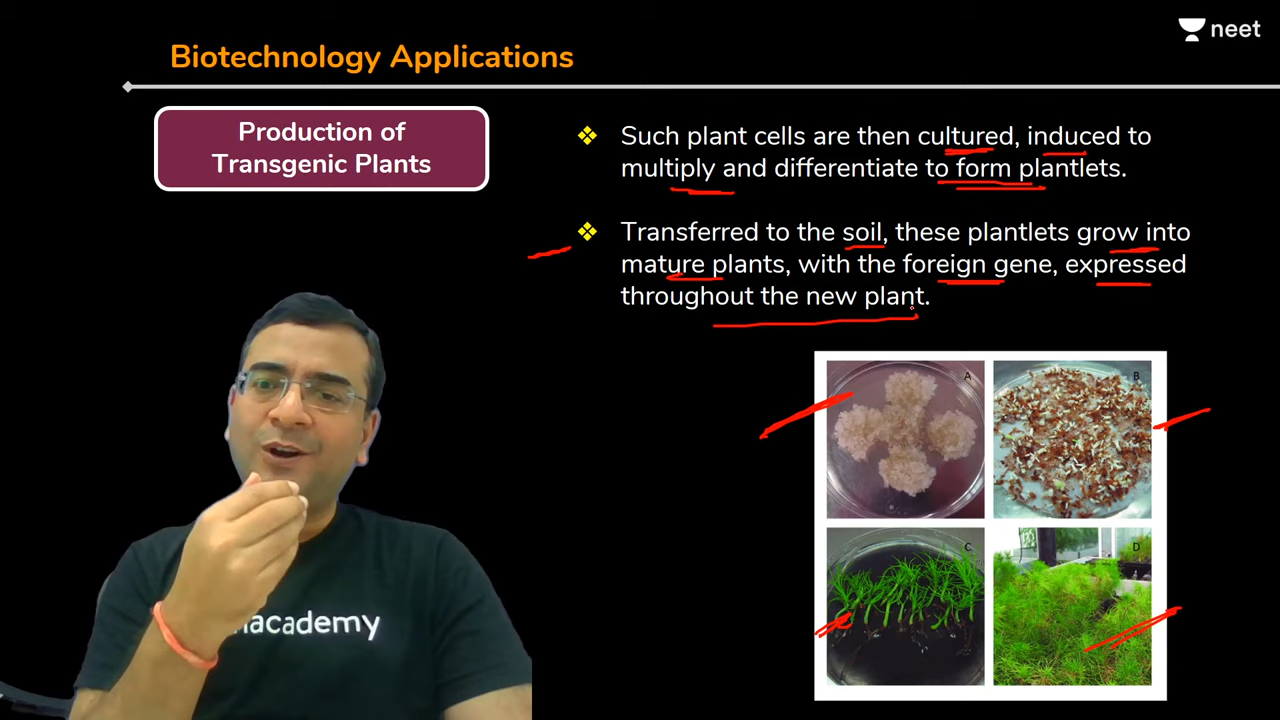 neet
Biotechnology Applications
Production of
Transgenic Plants
❖ Such plant cells are then cultured, induced to
multiply and differentiate to form plantlets.
❖ Transferred to the soil, these plantlets grow into
mature plants, with the foreign gene, expressed
throughout the new plant.
A
B
C
D
nacademy